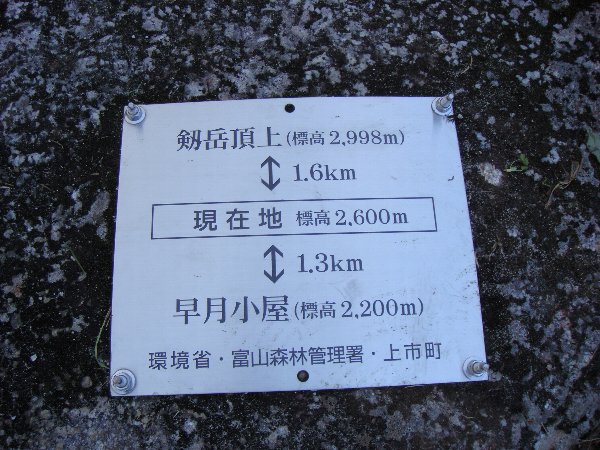 剱岳頂上(標高2,998m)
↕ 1.6km
現在地 標高2,600m
↕ 1.3km
早月小屋(標高2,200m)
環境省・富山森林管理署・上市町